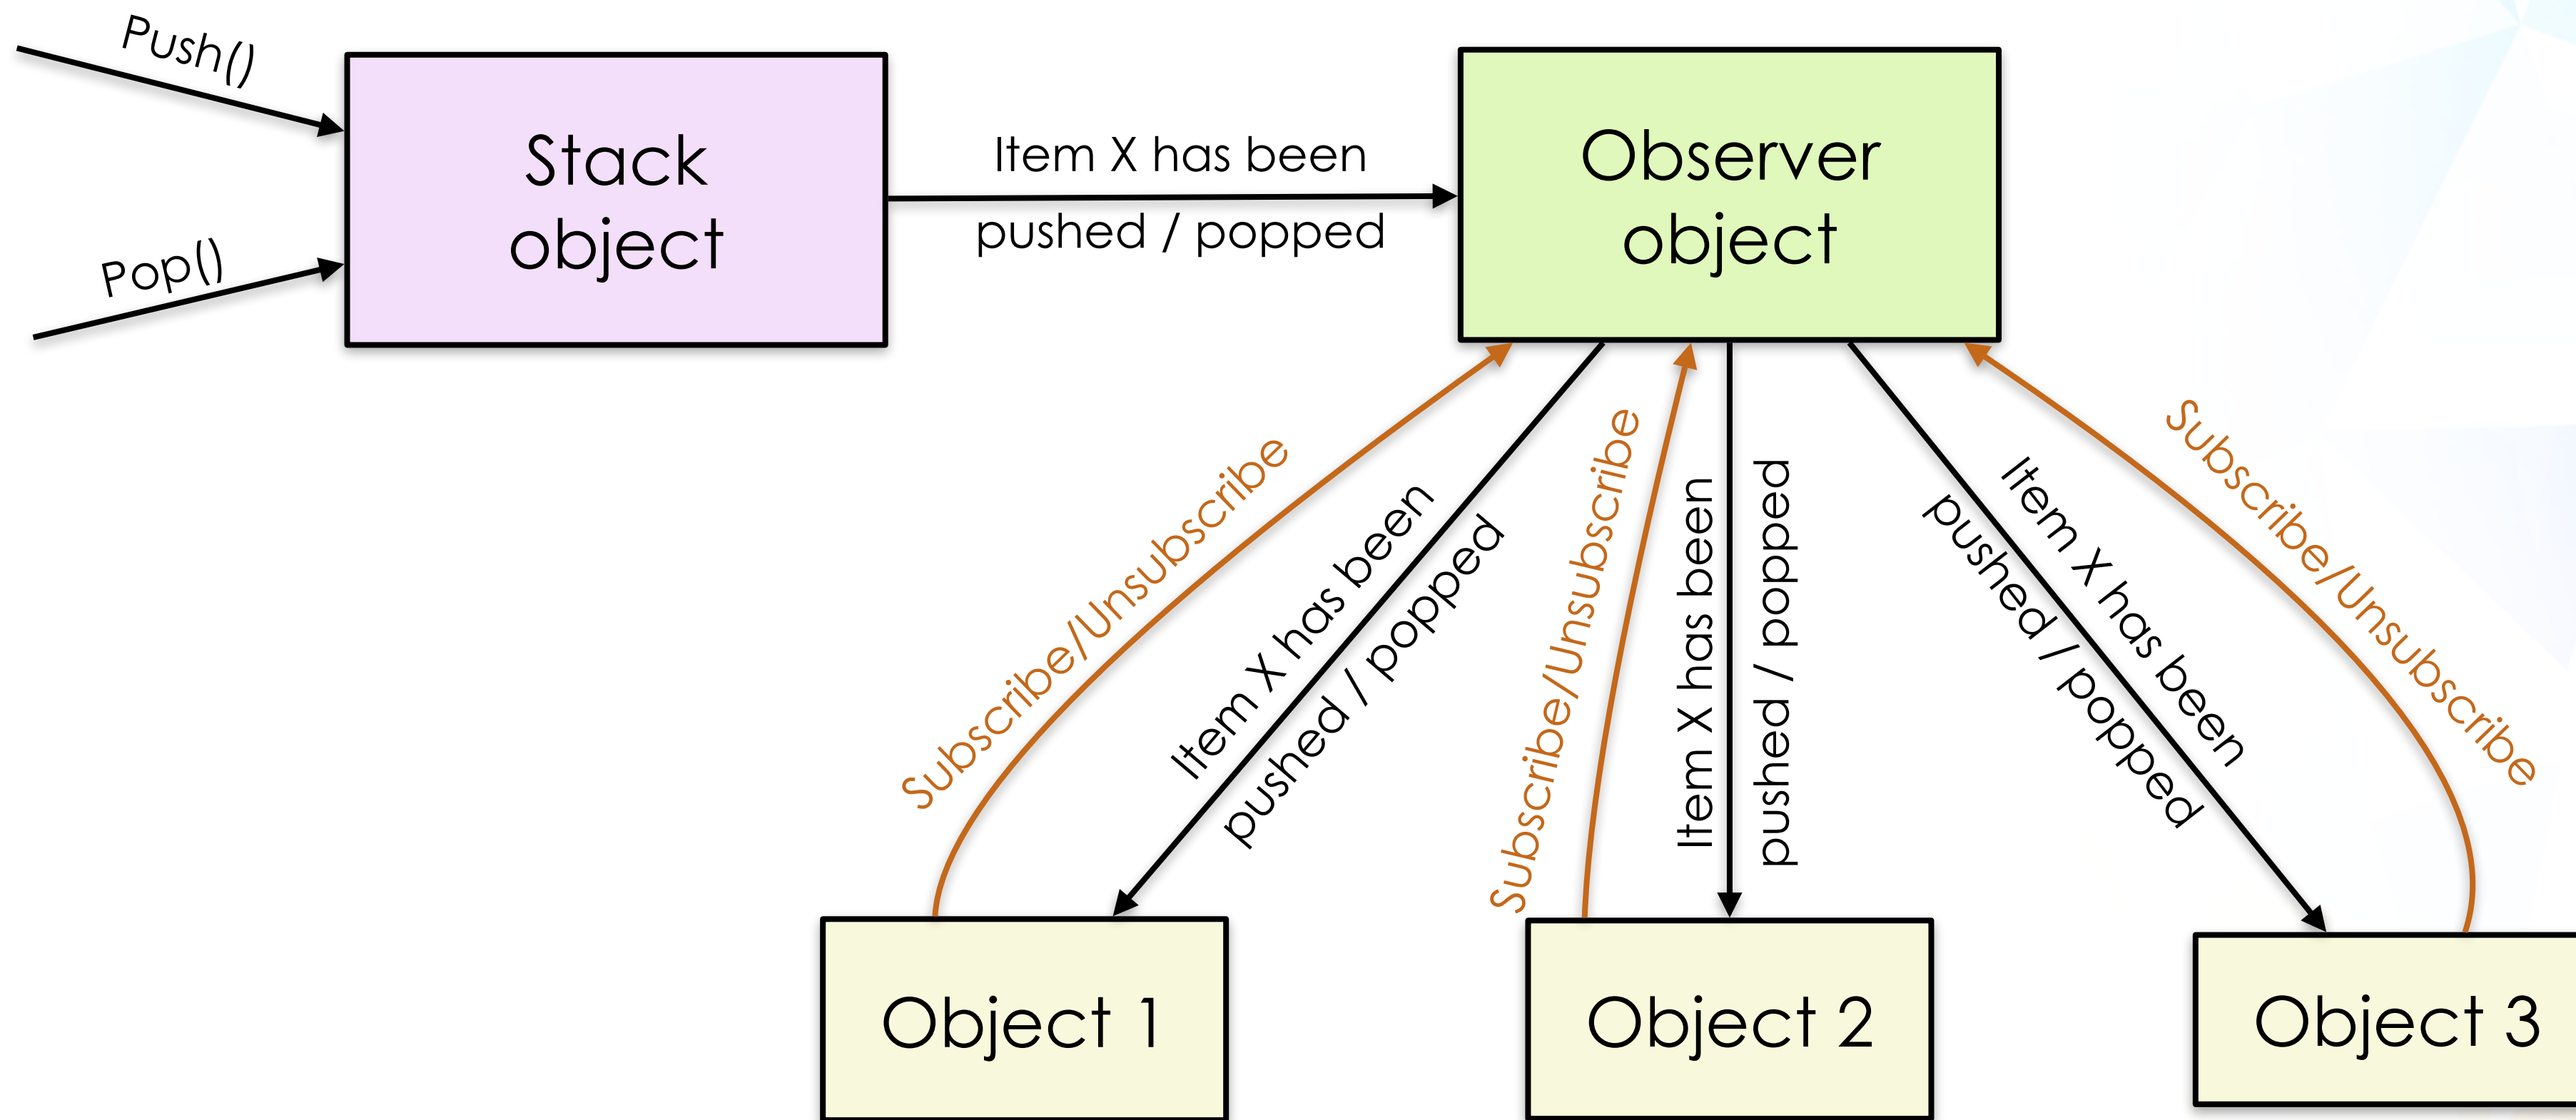 Push()
Stack
object
Pop()
Item X has been
pushed / popped
Observer
object
Subscribe/Unsubscribe
Item X has been
pushed / popped
Subscribe/Unsubscribe
Item X has been
pushed / popped
Item X has been
pushed / popped
Subscribe/Unsubscribe
Object 1
Object 2
Object 3